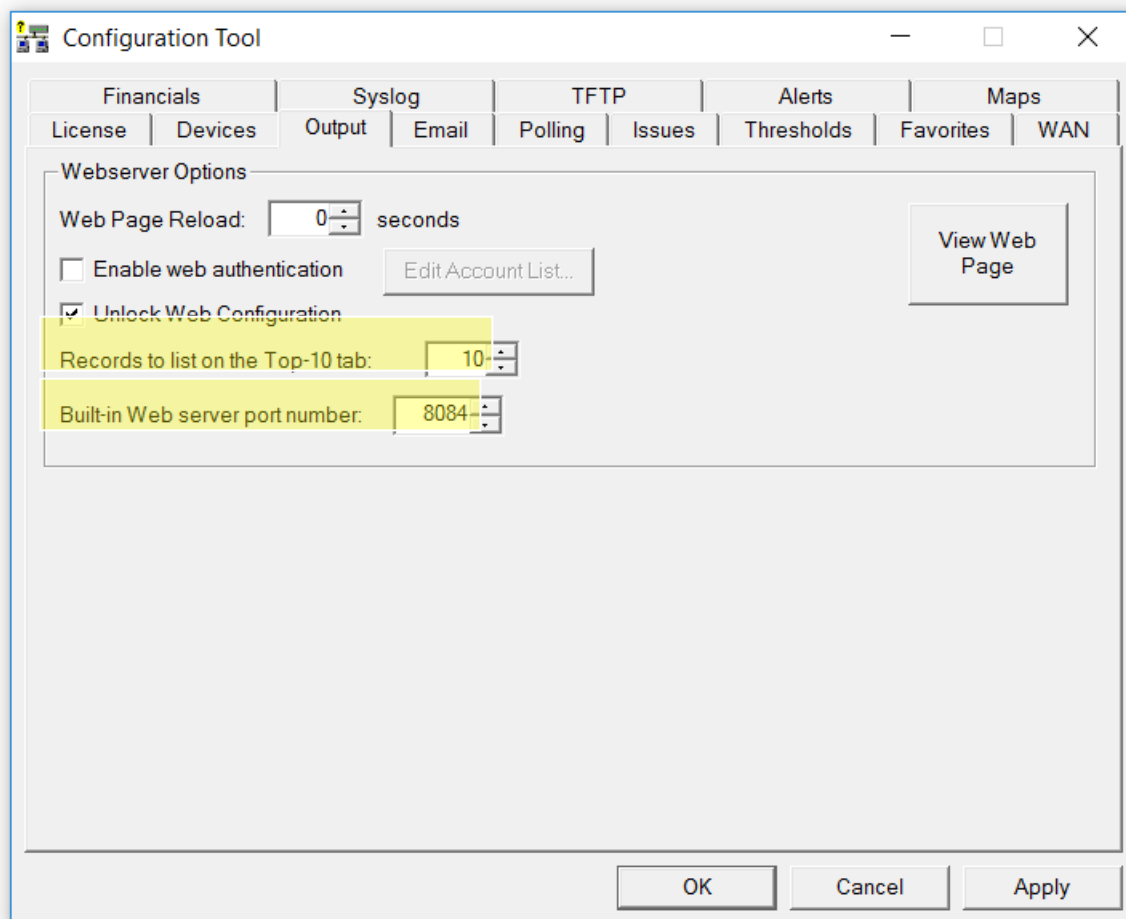 Configuration Tool
Financials Syslog TFTP Alerts Maps
License Devices Output Email Polling Issues Thresholds Favorites WAN
Webserver Options
Web Page Reload: 0 seconds
View Web
Page
Enable web authentication Edit Account List...
Unlock Web Configuration
Records to list on the Top-10 tab: 10
Built-in Web server port number: 8084
OK Cancel Apply